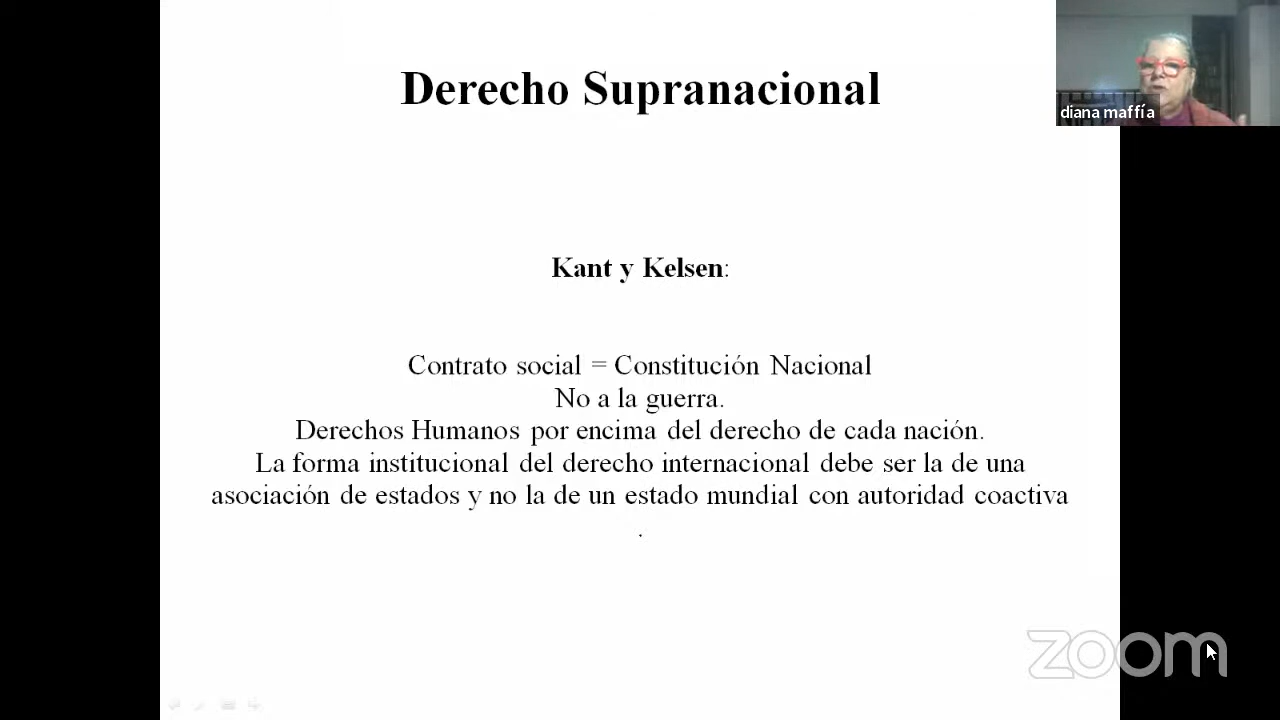 Derecho Supranacional
diana maffía
Kant y Kelsen:
Contrato social = Constitución Nacional
No a la guerra.
Derechos Humanos por encima del derecho de cada nación.
La forma institucional del derecho internacional debe ser la de una
asociación de estados y no la de un estado mundial con autoridad coactiva
.
zoom